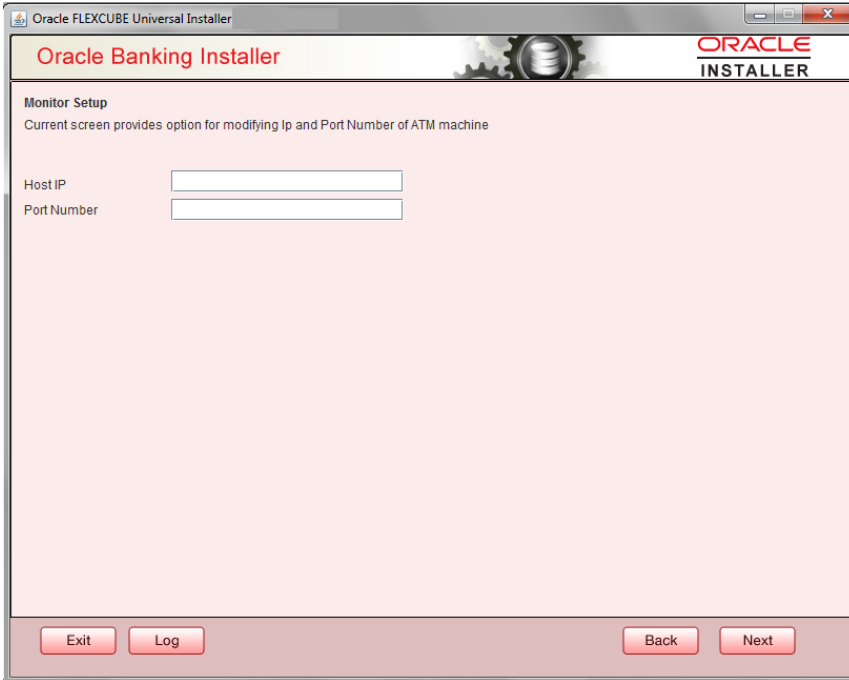 Oracle FLEXCUBE Universal Installer
Oracle Banking Installer
ORACLE
INSTALLER
Monitor Setup
Current screen provides option for modifying Ip and Port Number of ATM machine
Host IP
Port Number
Exit
Log
Back
Next